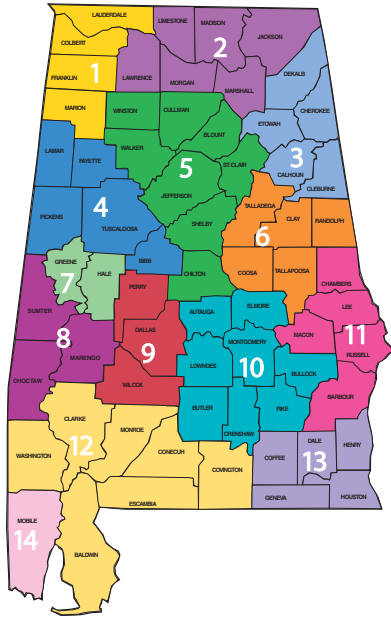 LAUDERDALE
LIMESTONE
MADISON
JACKSON
COLBERT
2
FRANKLIN
1
LAWRENCE
MORGAN
DEKALB
MARSHALL
MARION
WINSTON
CULLMAN
CHEROKEE
ETOWAH
BLOUNT
LAMAR
WALKER
FAYETTE
ST.CLAIR
3
5
CALHOUN
CLEBURNE
JEFFERSON
TALLADEGA
PICKENS
4
CLAY
RANDOLPH
SHELBY
TUSCALOOSA
6
GREENE
BIBB
7
HALE
CHILTON
COOSA
TALLAPOOSA
PERRY
CHAMBERS
SUMTER
AUTAUGA
ELMORE
LEE
8
DALLAS
MACON
11
MONTGOMERY
MARENGO
9
RUSSELL
10
LOWNDES
BULLOCK
CHOCTAW
WILCOX
BARBOUR
BUTLER
PIKE
CLARKE
MONROE
CRENSHAW
12
DALE
HENRY
WASHINGTON
CONECUH
COFFEE
13
COVINGTON
GENEVA
HOUSTON
ESCAMBIA
MOBILE
14
BALDWIN